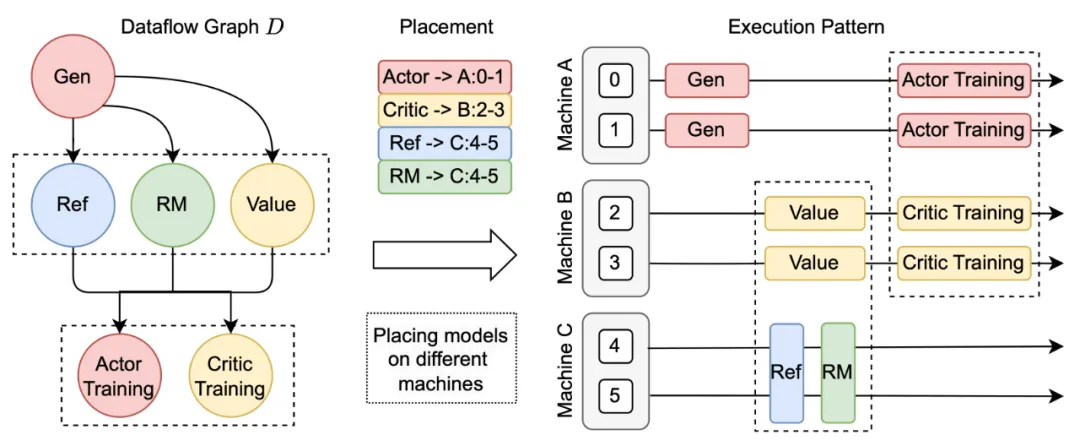 Dataflow Graph D
Gen
Ref
RM
Value
Actor
Training
Critic
Training
Placement
Actor -> A:0-1
Critic -> B:2-3
Ref -> C:4-5
RM -> C:4-5
Placing models
on different
machines
Execution Pattern
Machine A
0
Gen
Actor Training
1
Gen
Actor Training
Machine B
2
Value
Critic Training
3
Value
Critic Training
Machine C
4
5
Ref
RM